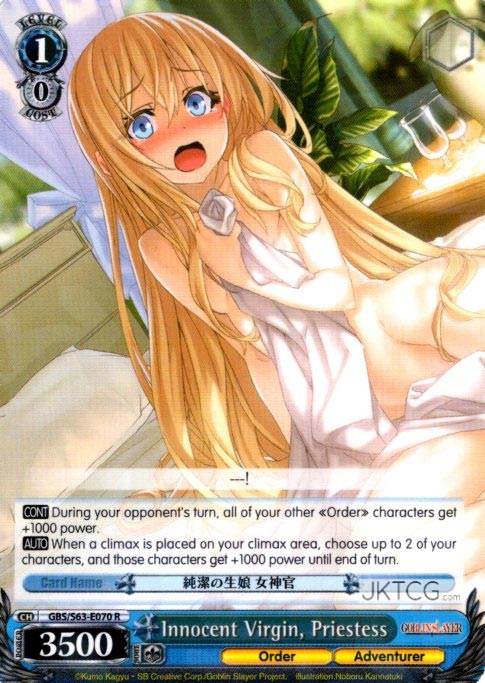 LEVEL
1
0
COST
---!
CONT During your opponent's turn, all of your other «Order» characters get
+1000 power.
AUTO When a climax is placed on your climax area, choose up to 2 of your
characters, and those characters get +1000 power until end of turn.
Card Name
純潔の生娘 女神官
JKTCG.com
CH GBS/S63-E070 R
POWER
3500
SOUL
Innocent Virgin, Priestess
GOBLIN SLAYER
Order
Adventurer
©Kumo Kagyu・SB Creative Corp./Goblin Slayer Project. illustration:Noboru Kannatuki